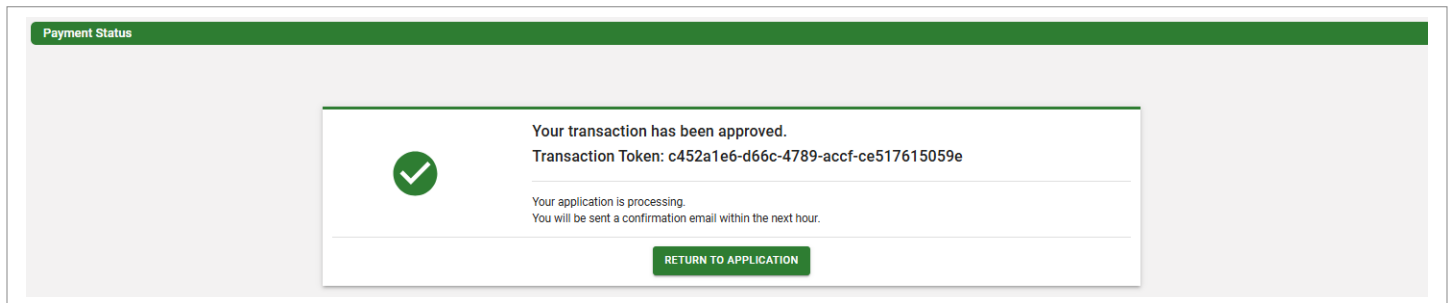 Payment Status
Your transaction has been approved.
Transaction Token: c452a1e6-d66c-4789-accf-ce517615059e
Your application is processing.
You will be sent a confirmation email within the next hour.
RETURN TO APPLICATION